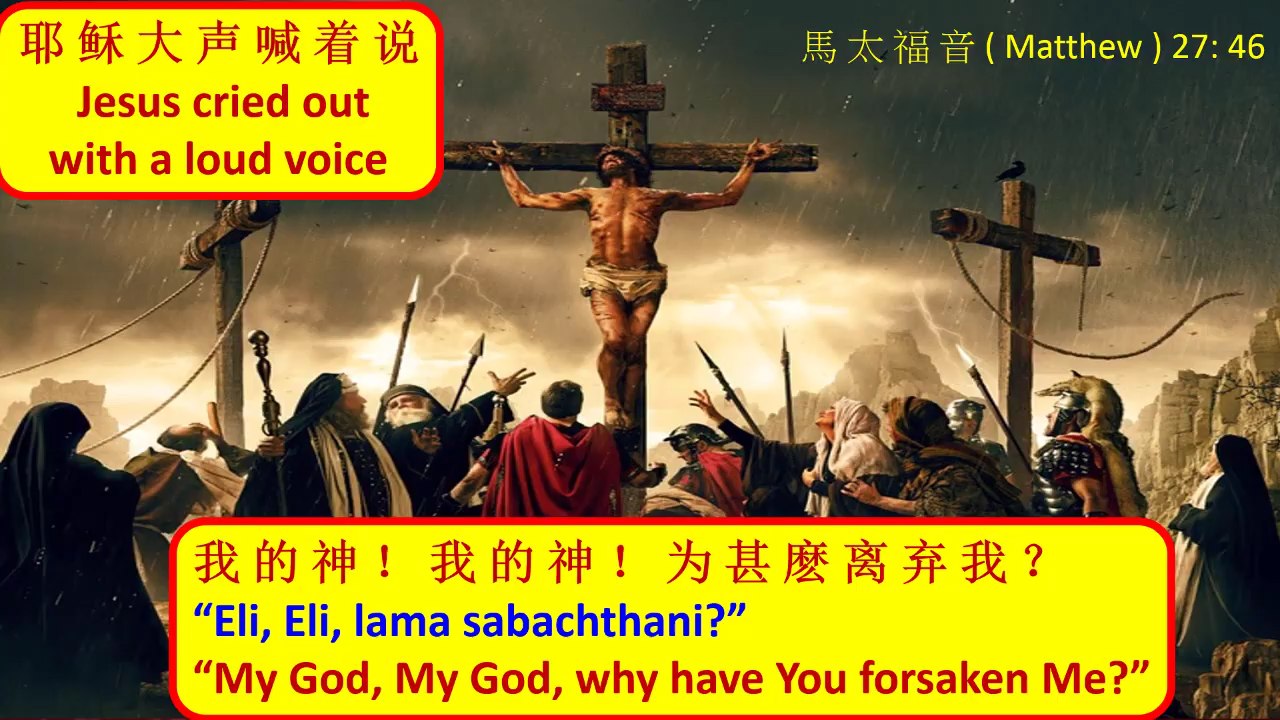 耶稣大声喊着说
Jesus cried out
with a loud voice
馬太福音 ( Matthew ) 27: 46
我的神！ 我的神！ 为甚麽离弃我？
“Eli, Eli, lama sabachthani?”
“My God, My God, why have You forsaken Me?”